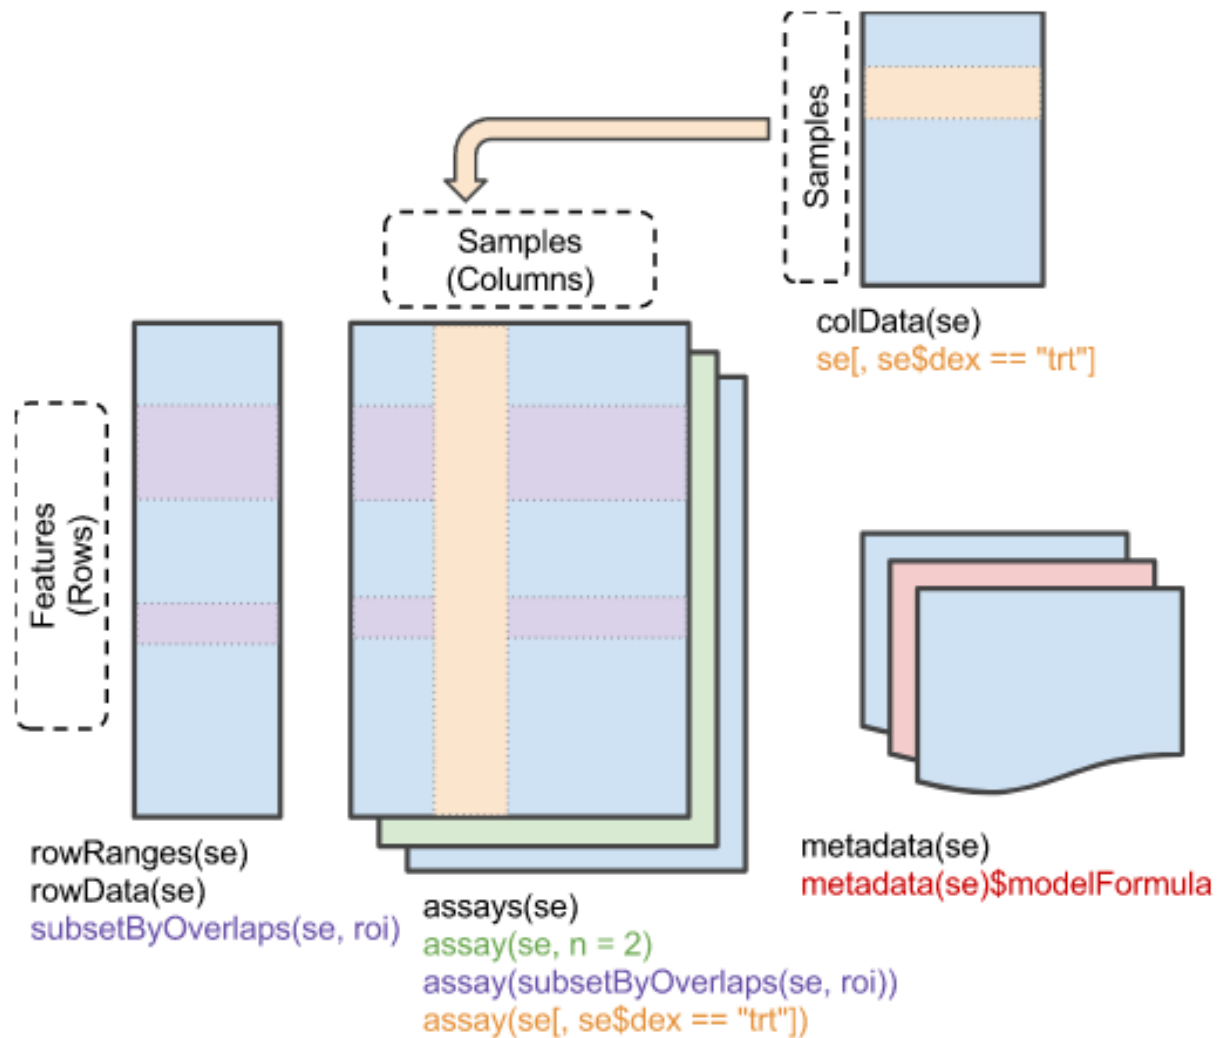 Samples
Samples
(Columns)
colData(se)
se[, se$dex == "trt"]
Features
(Rows)
rowRanges(se)
rowData(se)
subsetByOverlaps(se, roi)
assays(se)
assay(se, n = 2)
assay(subsetByOverlaps(se, roi))
assay(se[, se$dex == "trt"])
metadata(se)
metadata(se)$modelFormula